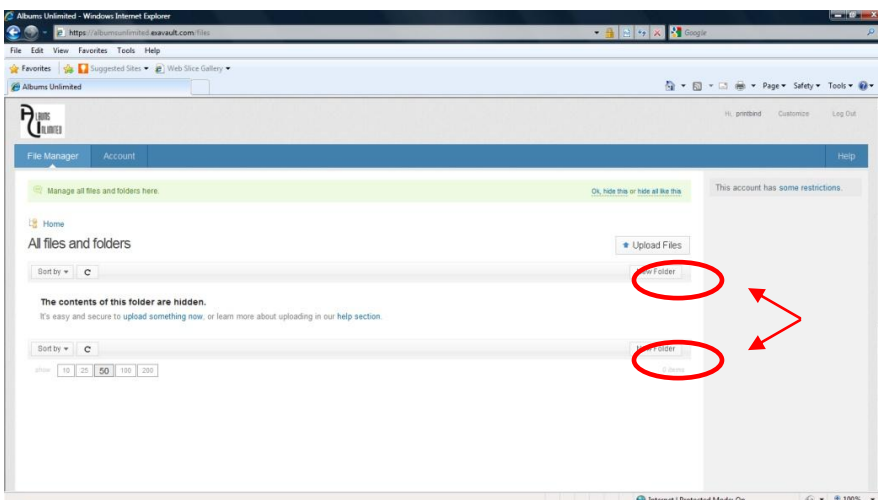 Albums Unlimited - Windows Internet Explorer
https://albumsunlimited.exavault.com/files
Google
File Edit View Favorites Tools Help
Favorites Suggested Sites Web Slice Gallery
Albums Unlimited
Page Safety Tools
ALBUMS
UNLIMITED
Hi, printbind Customize Log Out
File Manager Account Help
Manage all files and folders here. Ok, hide this or hide all like this
This account has some restrictions.
Home
All files and folders
Upload Files
Sort by New Folder
The contents of this folder are hidden.
It's easy and secure to upload something now, or learn more about uploading in our help section.
Sort by New Folder
show 10 25 50 100 200 0 items
Internet | Protected Mode: On 100%